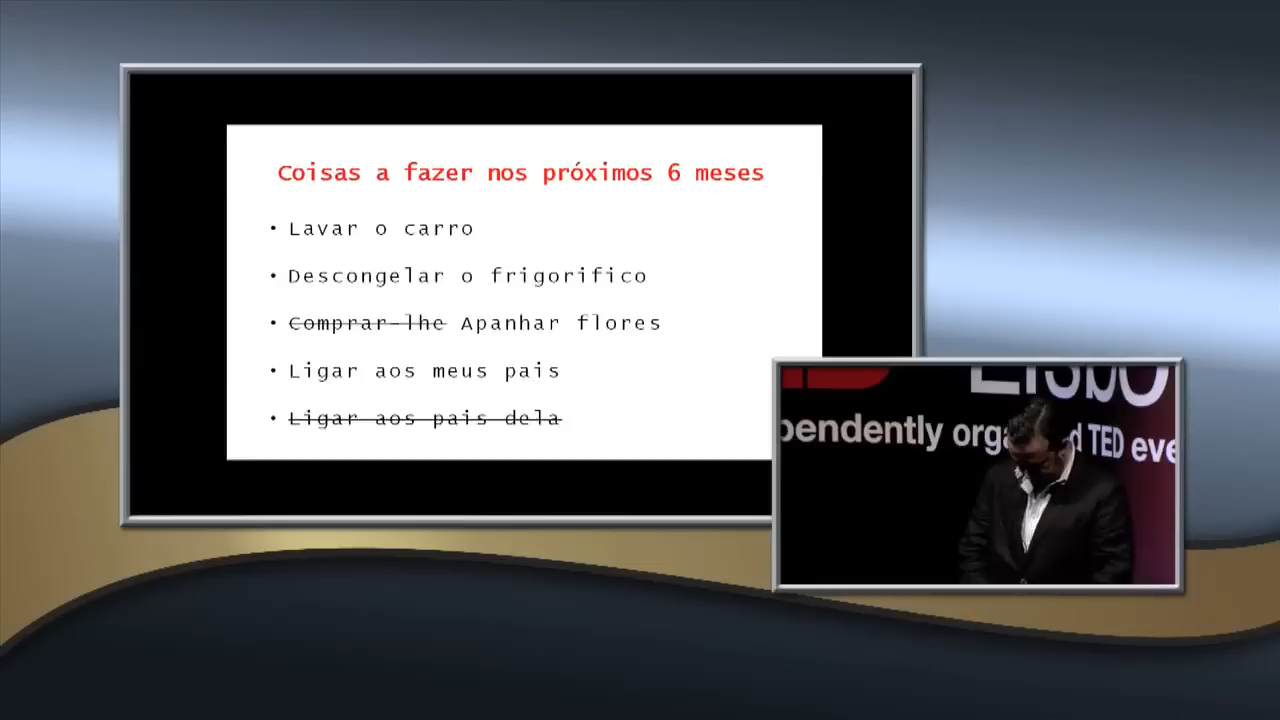 Coisas a fazer nos próximos 6 meses
• Lavar o carro
• Descongelar o frigorifico
• Comprar-lhe Apanhar flores
• Ligar aos meus pais
• Ligar aos pais dela
Lisbo
pendently orga d TED eve